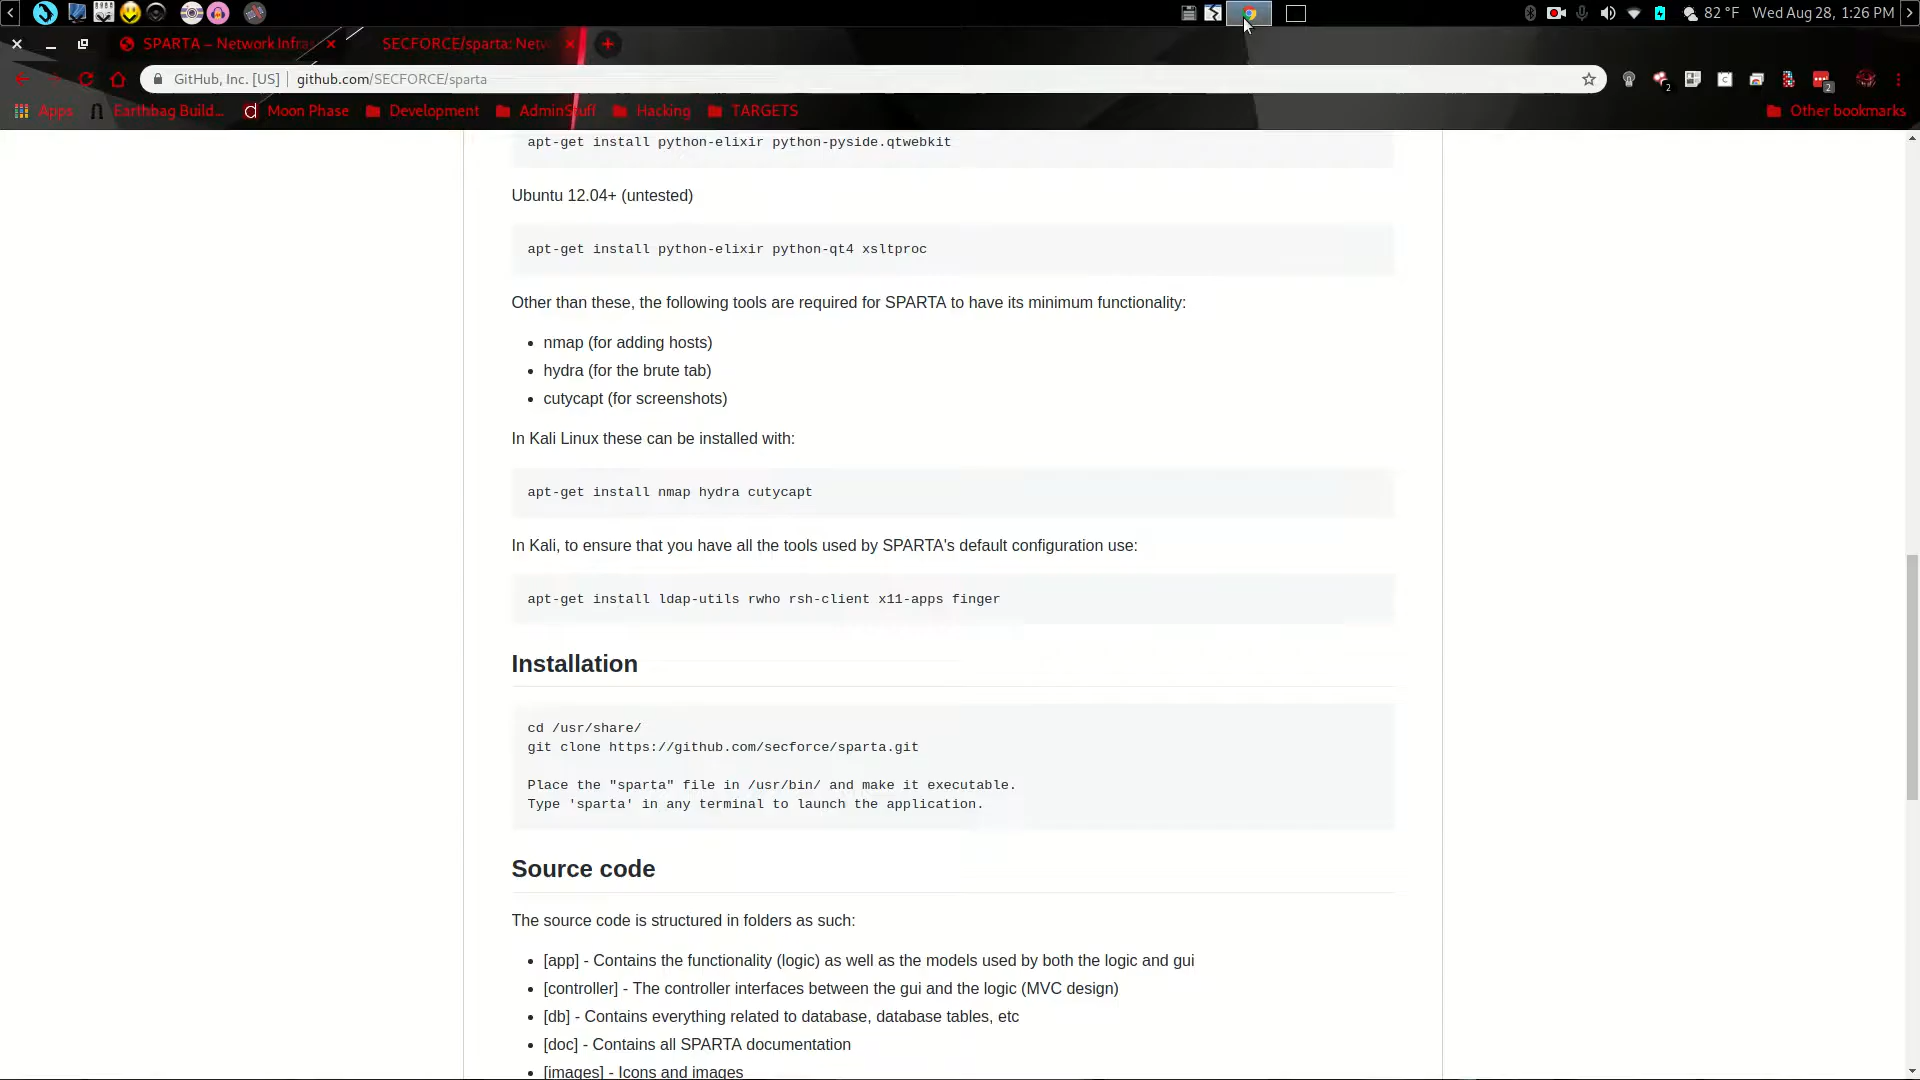 82 °F
Wed Aug 28, 1:26 PM
SPARTA – Network Infras
SECFORCE/sparta: Netw
GitHub, Inc. [US]
github.com/SECFORCE/sparta
2
2
Apps
Earthbag Build...
Moon Phase
Development
AdminStuff
Hacking
TARGETS
Other bookmarks
apt-get install python-elixir python-pyside.qtwebkit
Ubuntu 12.04+ (untested)
apt-get install python-elixir python-qt4 xsltproc
Other than these, the following tools are required for SPARTA to have its minimum functionality:
• nmap (for adding hosts)
• hydra (for the brute tab)
• cutycapt (for screenshots)
In Kali Linux these can be installed with:
apt-get install nmap hydra cutycapt
In Kali, to ensure that you have all the tools used by SPARTA's default configuration use:
apt-get install ldap-utils rwho rsh-client x11-apps finger
Installation
cd /usr/share/
git clone https://github.com/secforce/sparta.git
Place the "sparta" file in /usr/bin/ and make it executable.
Type 'sparta' in any terminal to launch the application.
Source code
The source code is structured in folders as such:
• [app] - Contains the functionality (logic) as well as the models used by both the logic and gui
• [controller] - The controller interfaces between the gui and the logic (MVC design)
• [db] - Contains everything related to database, database tables, etc
• [doc] - Contains all SPARTA documentation
• [images] - Icons and images